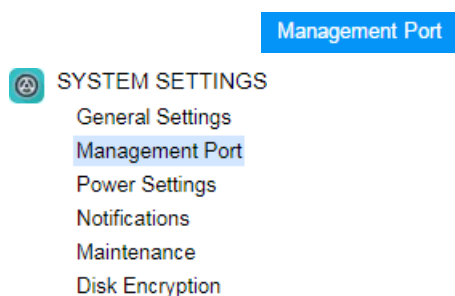 Management Port
SYSTEM SETTINGS
General Settings
Management Port
Power Settings
Notifications
Maintenance
Disk Encryption